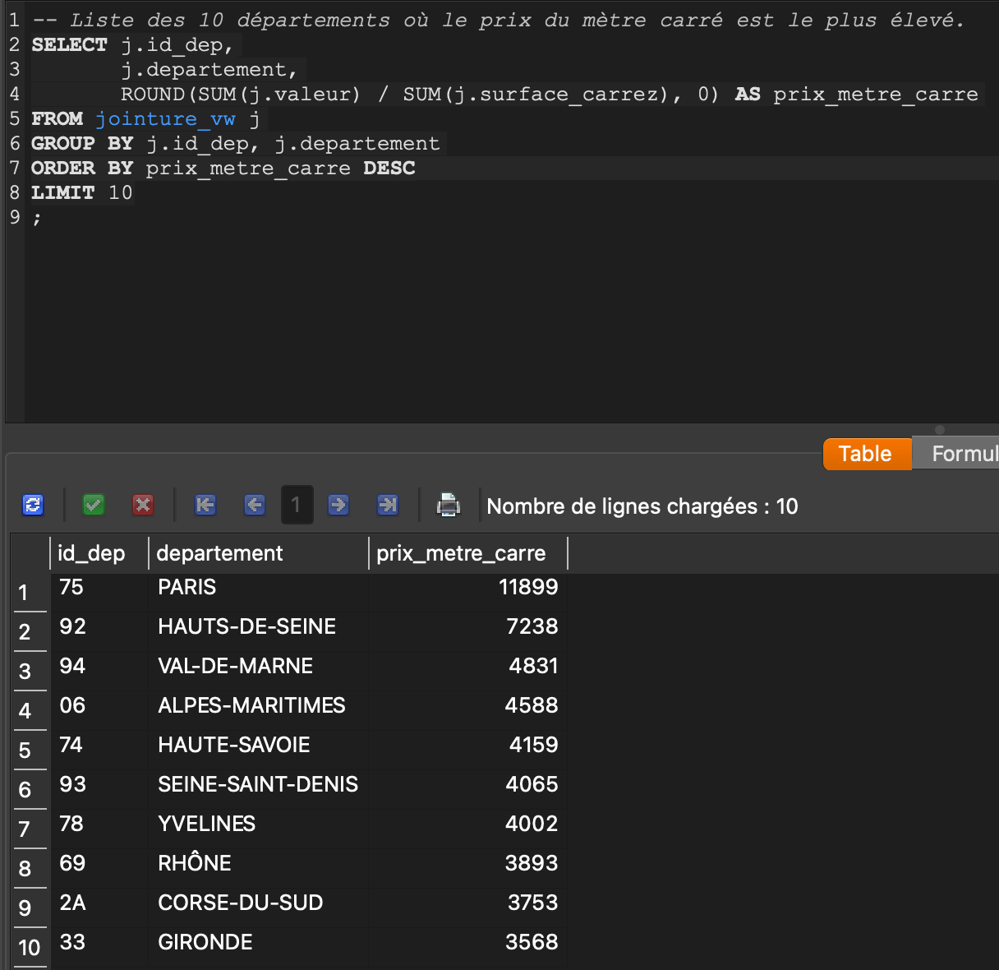 1 -- Liste des 10 départements où le prix du mètre carré est le plus élevé.
2 SELECT j.id_dep,
3 j.departement,
4 ROUND(SUM(j.valeur) / SUM(j.surface_carrez), 0) AS prix_metre_carre
5 FROM jointure_vw j
6 GROUP BY j.id_dep, j.departement
7 ORDER BY prix_metre_carre DESC
8 LIMIT 10
9 ;
Table Formul
1 Nombre de lignes chargées : 10
id_dep departement prix_metre_carre
1 75 PARIS 11899
2 92 HAUTS-DE-SEINE 7238
3 94 VAL-DE-MARNE 4831
4 06 ALPES-MARITIMES 4588
5 74 HAUTE-SAVOIE 4159
6 93 SEINE-SAINT-DENIS 4065
7 78 YVELINES 4002
8 69 RHÔNE 3893
9 2A CORSE-DU-SUD 3753
10 33 GIRONDE 3568